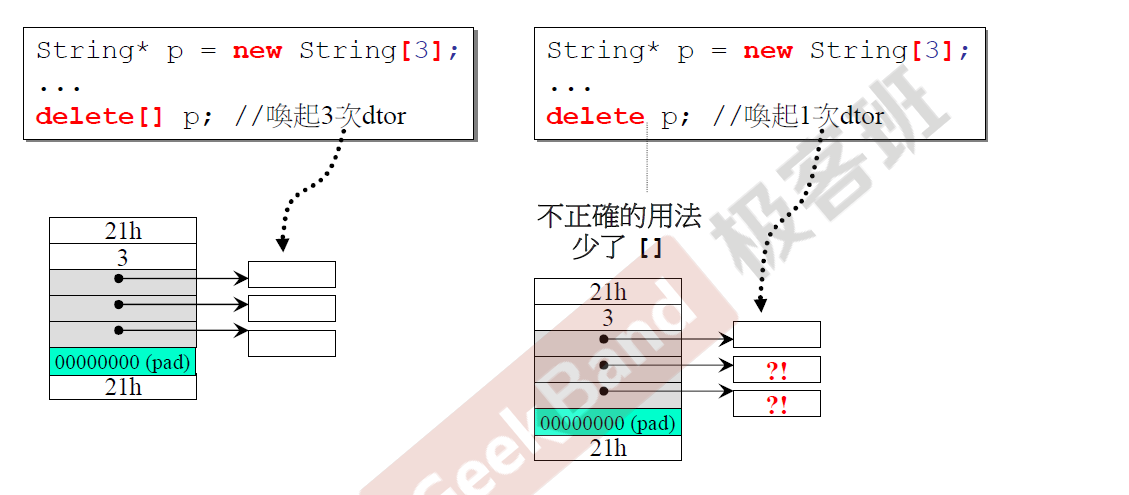 String* p = new String[3];
...
delete[] p; //喚起3次dtor
21h
3
00000000 (pad)
21h
String* p = new String[3];
...
delete p; //喚起1次dtor
不正確的用法
少了 []
21h
3
?!
?!
00000000 (pad)
21h
GeekBand 极客班